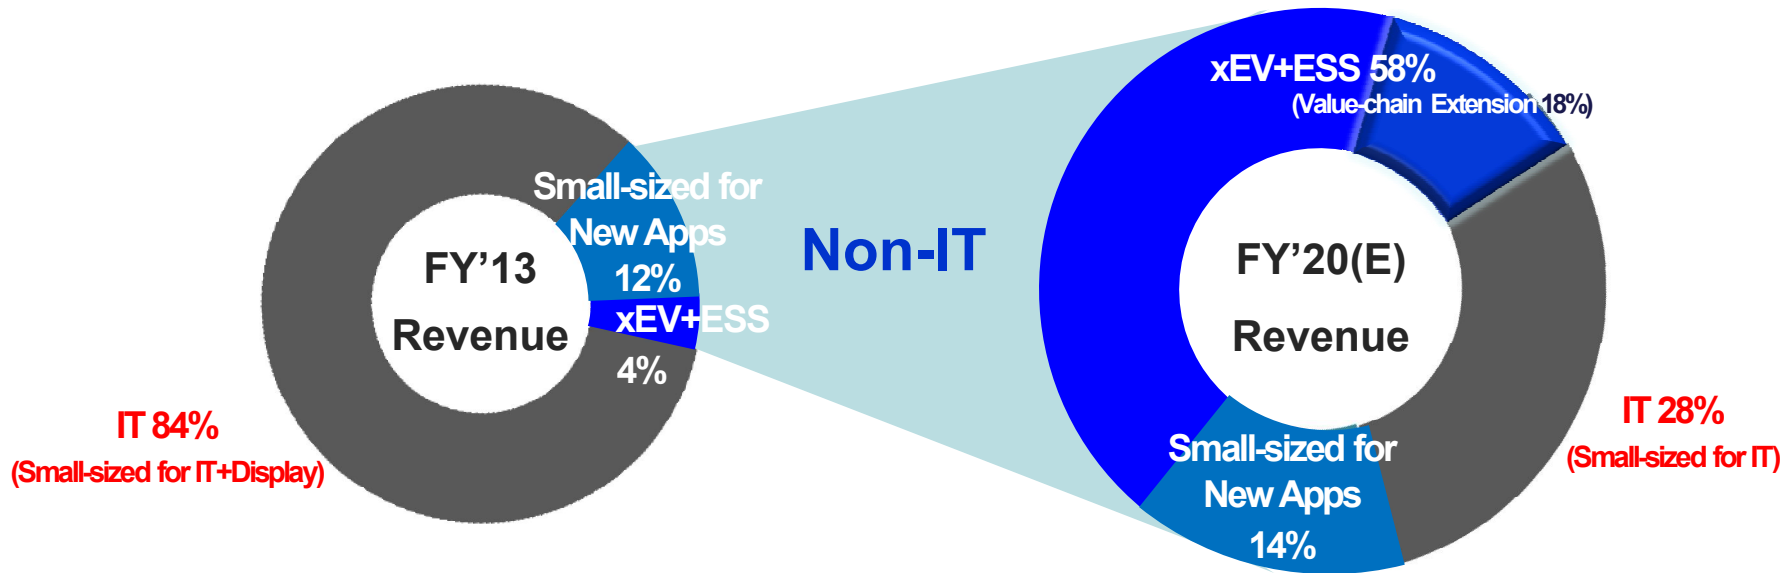 FY’13
Revenue
Small-sized for
New Apps
12%
xEV+ESS
4%
IT 84%
(Small-sized for IT+Display)
Non-IT
xEV+ESS 58%
(Value-chain Extension 18%)
FY’20(E)
Revenue
Small-sized for
New Apps
14%
IT 28%
(Small-sized for IT)